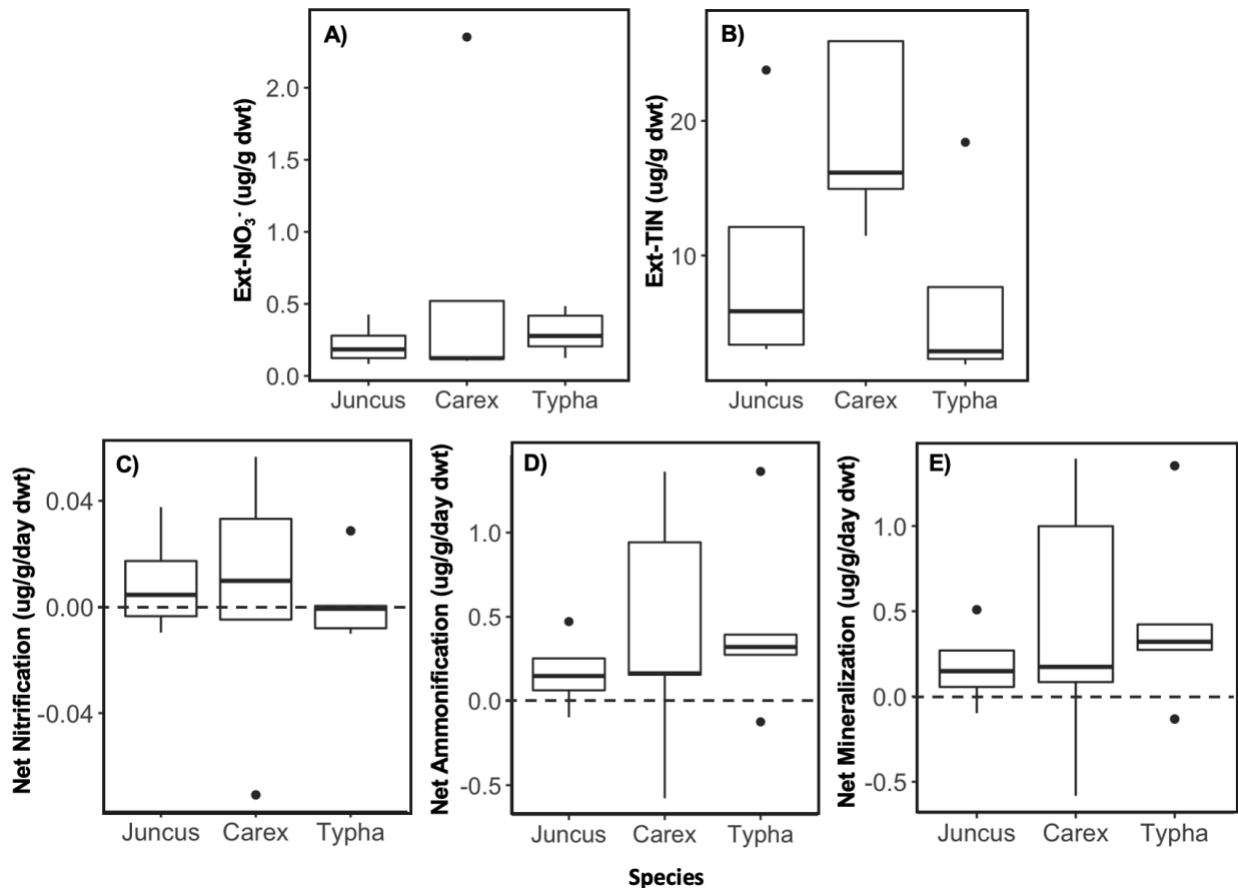 A)
Ext-NO₃⁻ (ug/g dwt)
2.0
1.5
1.0
0.5
0.0
Juncus Carex Typha
B)
Ext-TIN (ug/g dwt)
20
10
Juncus Carex Typha
C)
Net Nitrification (ug/g/day dwt)
0.04
0.00
-0.04
Juncus Carex Typha
D)
Net Ammonification (ug/g/day dwt)
1.0
0.5
0.0
-0.5
Juncus Carex Typha
E)
Net Mineralization (ug/g/day dwt)
1.0
0.5
0.0
-0.5
Juncus Carex Typha
Species